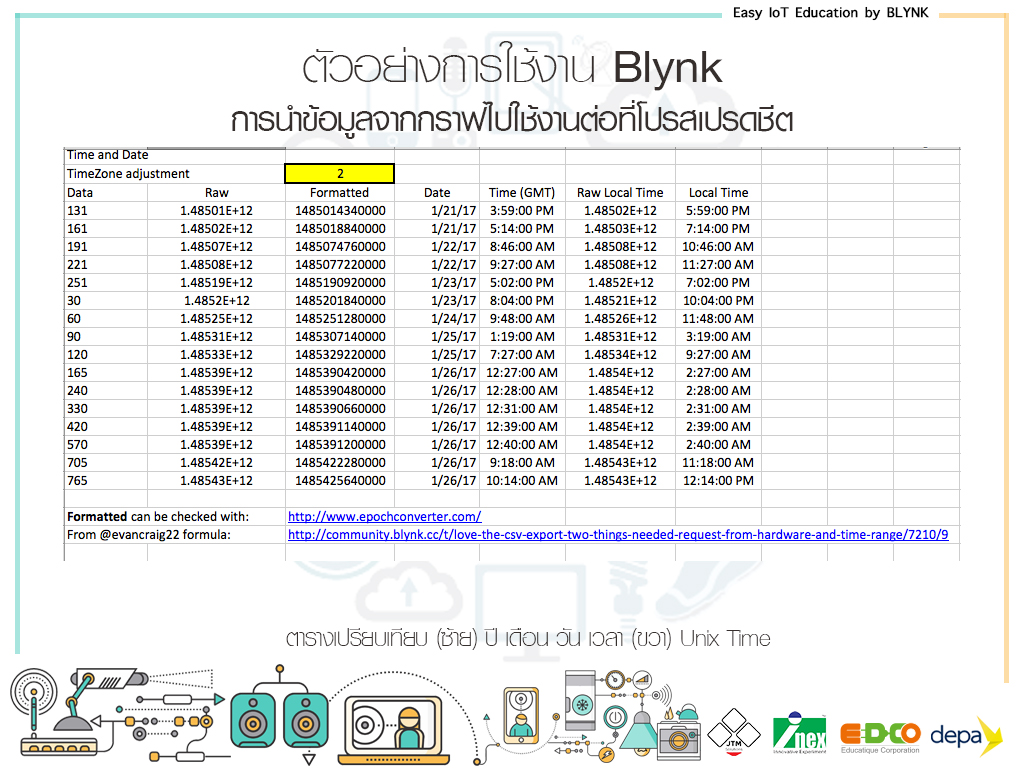 Easy IoT Education by BLYNK
ตัวอย่างการใช้งาน Blynk
การนำข้อมูลจากกราฟไปใช้งานต่อที่โปรสเปรดชีต
Time and Date
TimeZone adjustment 2
Data Raw Formatted Date Time (GMT) Raw Local Time Local Time
131 1.48501E+12 1485014340000 1/21/17 3:59:00 PM 1.48502E+12 5:59:00 PM
161 1.48502E+12 1485018840000 1/21/17 5:14:00 PM 1.48503E+12 7:14:00 PM
191 1.48507E+12 1485074760000 1/22/17 8:46:00 AM 1.48508E+12 10:46:00 AM
221 1.48508E+12 1485077220000 1/22/17 9:27:00 AM 1.48508E+12 11:27:00 AM
251 1.48519E+12 1485190920000 1/23/17 5:02:00 PM 1.4852E+12 7:02:00 PM
30 1.4852E+12 1485201840000 1/23/17 8:04:00 PM 1.48521E+12 10:04:00 PM
60 1.48525E+12 1485251280000 1/24/17 9:48:00 AM 1.48526E+12 11:48:00 AM
90 1.48531E+12 1485307140000 1/25/17 1:19:00 AM 1.48531E+12 3:19:00 AM
120 1.48533E+12 1485329220000 1/25/17 7:27:00 AM 1.48534E+12 9:27:00 AM
165 1.48539E+12 1485390420000 1/26/17 12:27:00 AM 1.4854E+12 2:27:00 AM
240 1.48539E+12 1485390480000 1/26/17 12:28:00 AM 1.4854E+12 2:28:00 AM
330 1.48539E+12 1485390660000 1/26/17 12:31:00 AM 1.4854E+12 2:31:00 AM
420 1.48539E+12 1485391140000 1/26/17 12:39:00 AM 1.4854E+12 2:39:00 AM
570 1.48539E+12 1485391200000 1/26/17 12:40:00 AM 1.4854E+12 2:40:00 AM
705 1.48542E+12 1485422280000 1/26/17 9:18:00 AM 1.48543E+12 11:18:00 AM
765 1.48543E+12 1485425640000 1/26/17 10:14:00 AM 1.48543E+12 12:14:00 PM
Formatted can be checked with: http://www.epochconverter.com/
From @evancraig22 formula: http://community.blynk.cc/t/love-the-csv-export-two-things-needed-request-from-hardware-and-time-range/7210/9
ตารางเปรียบเทียบ (ซ้าย) ปี เดือน วัน เวลา (ขวา) Unix Time
JTM
inex
Innovative Experiment
EDCO
Educatique Corporation
depa